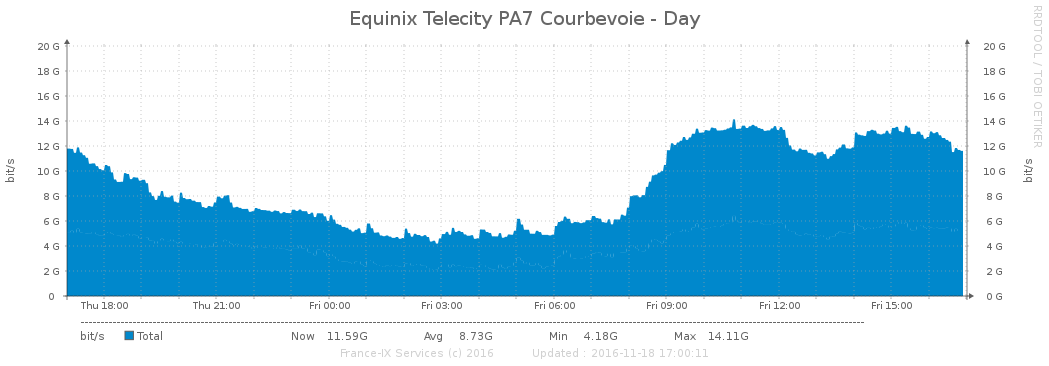 Equinix Telecity PA7 Courbevoie - Day
RRDTOOL / TOBI OETIKER
20 G 20 G
18 G 18 G
16 G 16 G
14 G 14 G
12 G 12 G
10 G 10 G
8 G 8 G
6 G 6 G
4 G 4 G
2 G 2 G
0 0 G
bit/s bit/s
Thu 18:00 Thu 21:00 Fri 00:00 Fri 03:00 Fri 06:00 Fri 09:00 Fri 12:00 Fri 15:00
bit/s Total Now 11.59G Avg 8.73G Min 4.18G Max 14.11G
France-IX Services (c) 2016 Updated : 2016-11-18 17:00:11